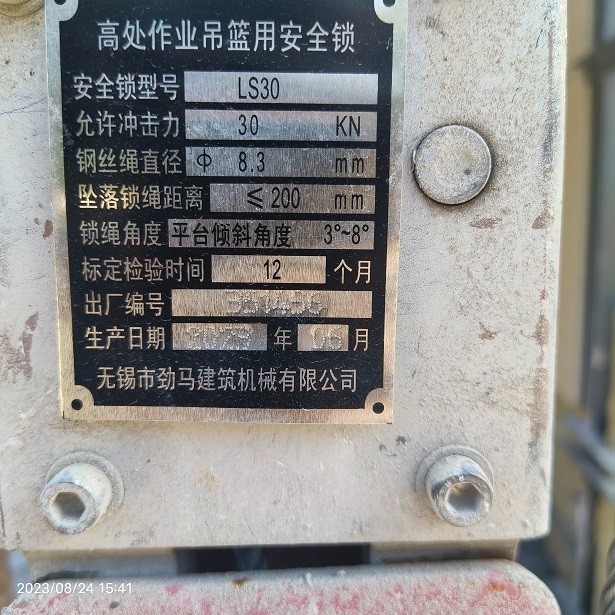 高处作业吊篮用安全锁
安全锁型号 LS30
允许冲击力 30 KN
钢丝绳直径 Φ 8.3 mm
坠落锁绳距离 ≤200 mm
锁绳角度 平台倾斜角度 3°~8°
标定检验时间 12 个月
出厂编号
生产日期 2023 年 06 月
无锡市劲马建筑机械有限公司
2023/08/24 15:41